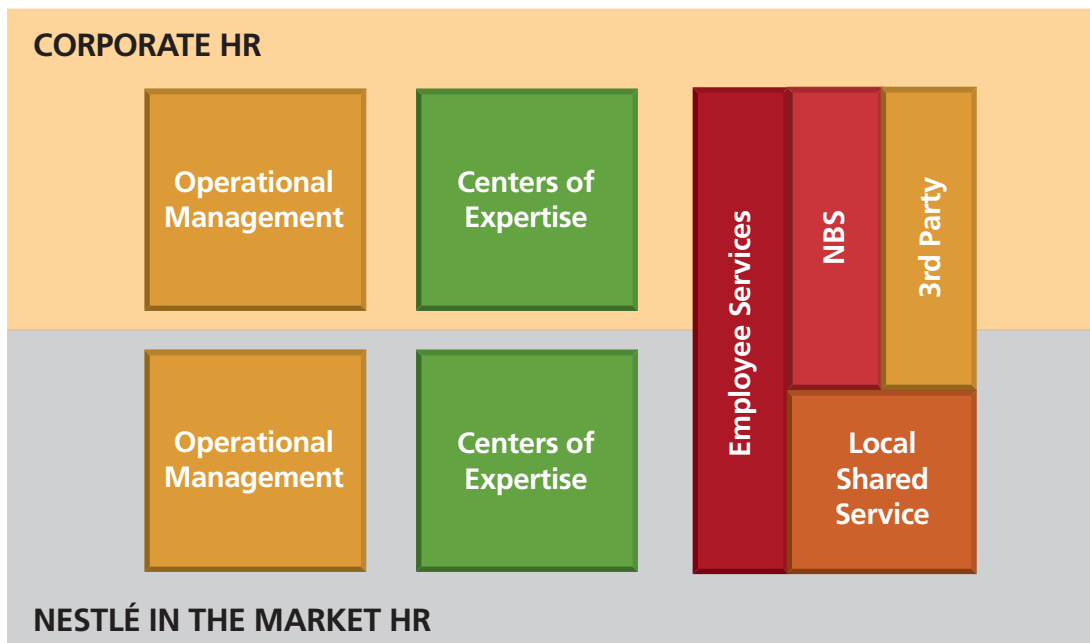 CORPORATE HR
Operational
Management
Centers of
Expertise
Employee Services
NBS
3rd Party
Operational
Management
Centers of
Expertise
Local
Shared
Service
NESTLÉ IN THE MARKET HR